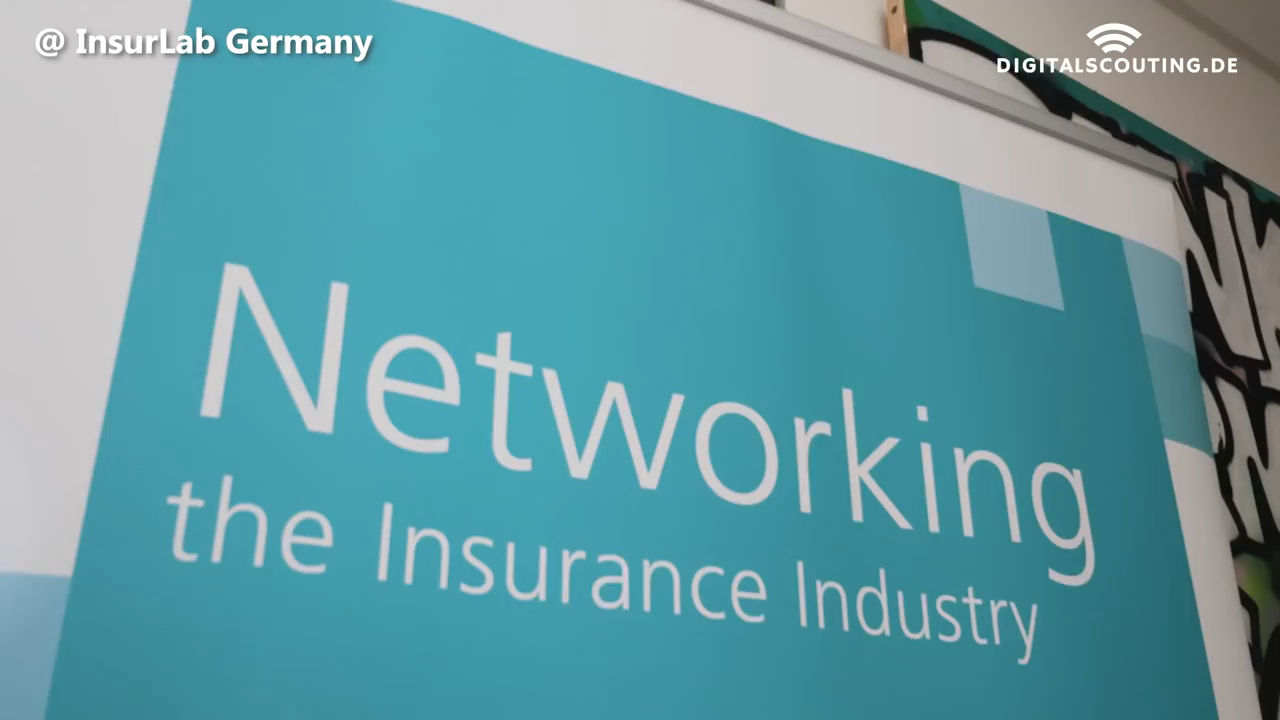 @ InsurLab Germany
DIGITALSCOUTING.DE
Networking
the Insurance Industry